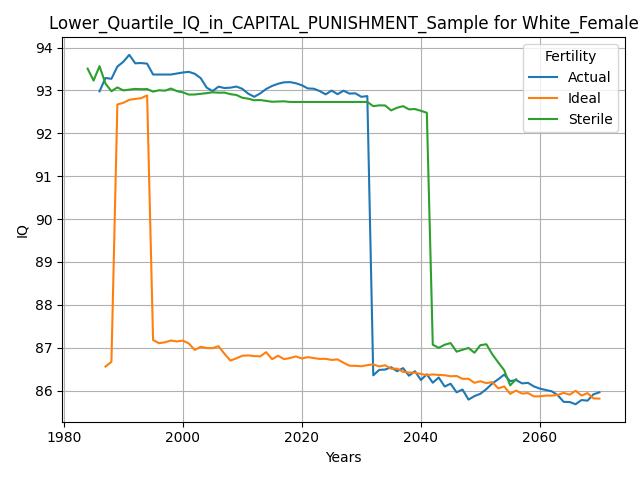 Lower_Quartile_IQ_in_CAPITAL_PUNISHMENT_Sample for White_Female
Fertility
Actual
Ideal
Sterile
IQ
94
93
92
91
90
89
88
87
86
1980 2000 2020 2040 2060
Years